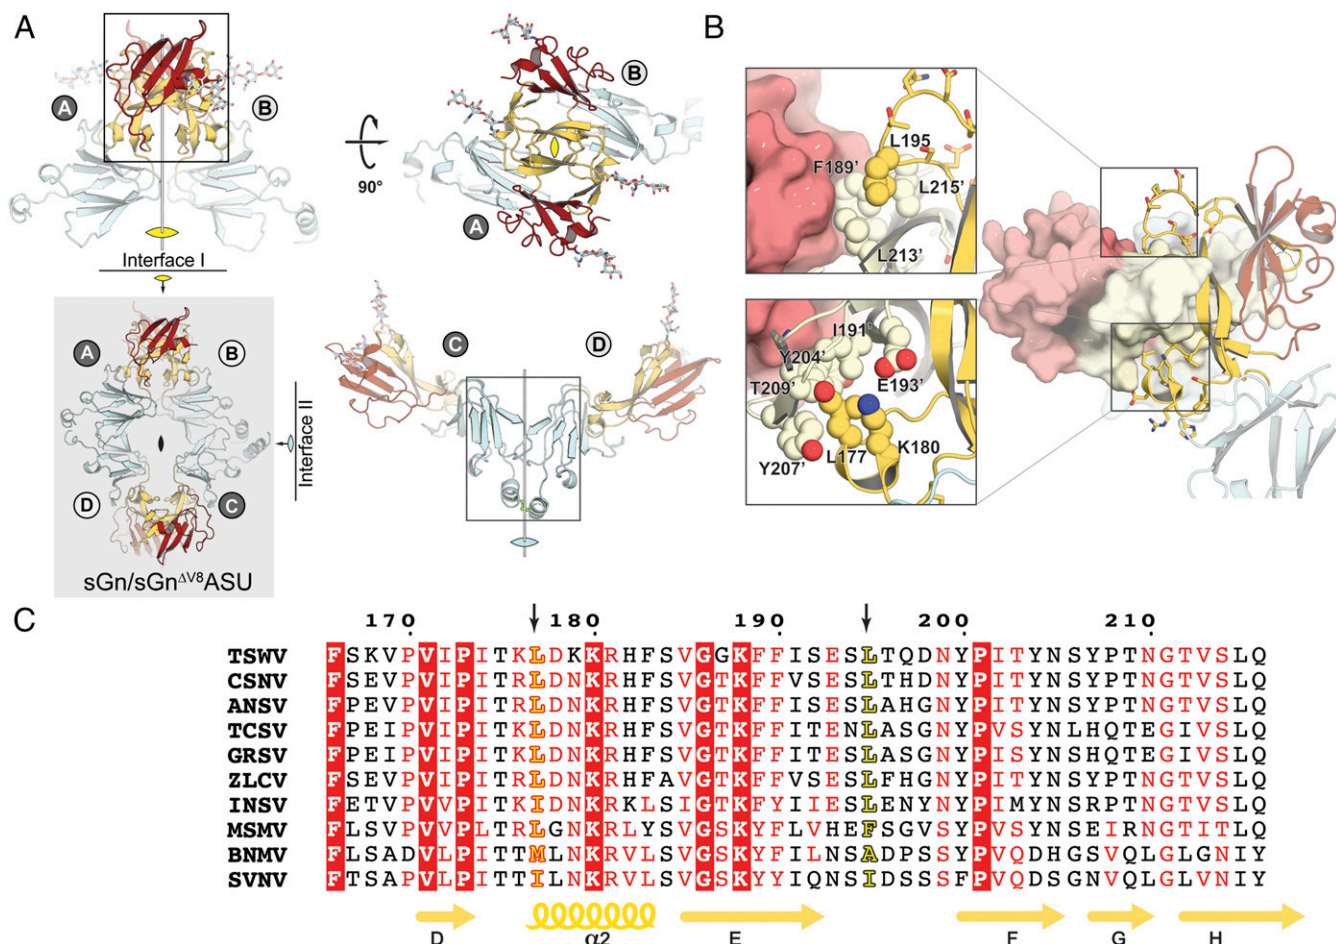 A
A
B
90°
B
A
Interface I
A
B
D
C
Interface II
sGn/sGnΔV8ASU
C
D
B
L195
F189'
L215'
L213'
I191'
Y204'
T209'
E193'
L177
K180
Y207'
C
170 180 190 200 210
TSWV FSKVPVIPITKLDKKRHFSVGGKFFISESLTQDNYPITYNSYPTNGTVSLQ
CSNV FSEVPVIPITRLDNKRHFSVGTKFFVSESLTHDNYPITYNSYPTNGTVSLQ
ANSV FPEVPVIPITRLDNKRHFSVGTKFFISESLAHGNYPITYNSYPTNGTVSLQ
TCSV FPEIPVIPITRLDNKRHFSVGTKFFITENLASGNYPVSYNLHQTEGIVSLQ
GRSV FPEIPVIPITRLDNKRHFSVGTKFFITESLASGNYPISYNSHQTEGTVSLQ
ZLCV FSEVPVIPITRLDNKRHFAVGTKFFVSESLFHGNYPITYNSYPTNGTVSLQ
INSV FETVPVVPITKIDNKRKLSIGTKFYIIESLENYNYPIMYNSRPTNGTVSLQ
MSMV FLSVPVVPLTRLGNKRLYSVGSKYFLVHEFSGVSYPVSYNSEIRNGTITLQ
BNMV FLSADVLPITTMLNKRVLSVGSKYFILNSADPSSYPVQDHGSVQLGLGNIY
SVNV FTSAPVLPITTILNKRVLSVGSKYYIQNSIDSSSFPVQDSGNVQLGLVNIY
D α2 E F G H